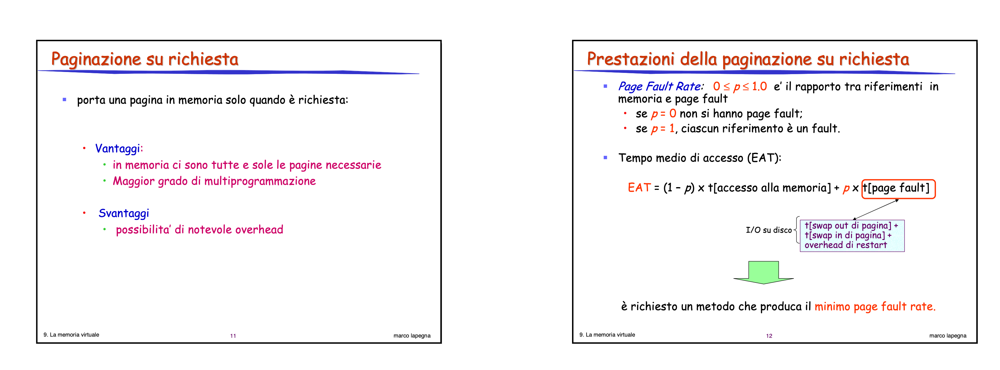 Paginazione su richiesta
porta una pagina in memoria solo quando è richiesta:
Vantaggi:
in memoria ci sono tutte e sole le pagine necessarie
Maggior grado di multiprogrammazione
Svantaggi
possibilita’ di notevole overhead
9. La memoria virtuale
11
marco lapegna
Prestazioni della paginazione su richiesta
Page Fault Rate: 0 ≤ p ≤ 1.0 e’ il rapporto tra riferimenti in
memoria e page fault
se p = 0 non si hanno page fault;
se p = 1, ciascun riferimento è un fault.
Tempo medio di accesso (EAT):
EAT = (1 – p) x t[accesso alla memoria] + p x t[page fault]
I/O su disco
t[swap out di pagina] +
t[swap in di pagina] +
overhead di restart
è richiesto un metodo che produca il minimo page fault rate.
9. La memoria virtuale
12
marco lapegna